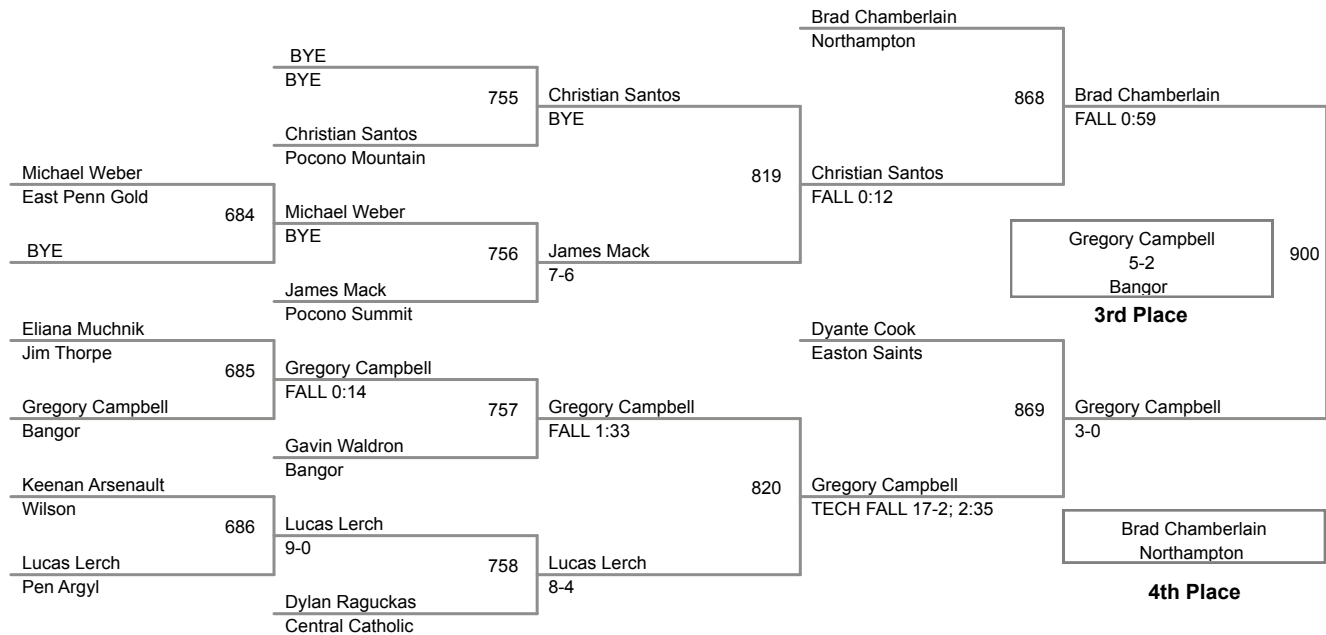 Brad Chamberlain
Northampton
BYE
BYE
755
Christian Santos
BYE
868
Brad Chamberlain
FALL 0:59
Christian Santos
Pocono Mountain
Michael Weber
East Penn Gold
819
Christian Santos
FALL 0:12
684
Michael Weber
BYE
BYE
756
James Mack
7-6
Gregory Campbell
5-2
Bangor
900
James Mack
Pocono Summit
3rd Place
Eliana Muchnik
Jim Thorpe
Dyante Cook
Easton Saints
685
Gregory Campbell
FALL 0:14
Gregory Campbell
Bangor
757
Gregory Campbell
FALL 1:33
869
Gregory Campbell
3-0
Gavin Waldron
Bangor
Keenan Arsenault
Wilson
820
Gregory Campbell
TECH FALL 17-2; 2:35
686
Lucas Lerch
9-0
Brad Chamberlain
Northampton
Lucas Lerch
Pen Argyl
758
Lucas Lerch
8-4
4th Place
Dylan Raguckas
Central Catholic